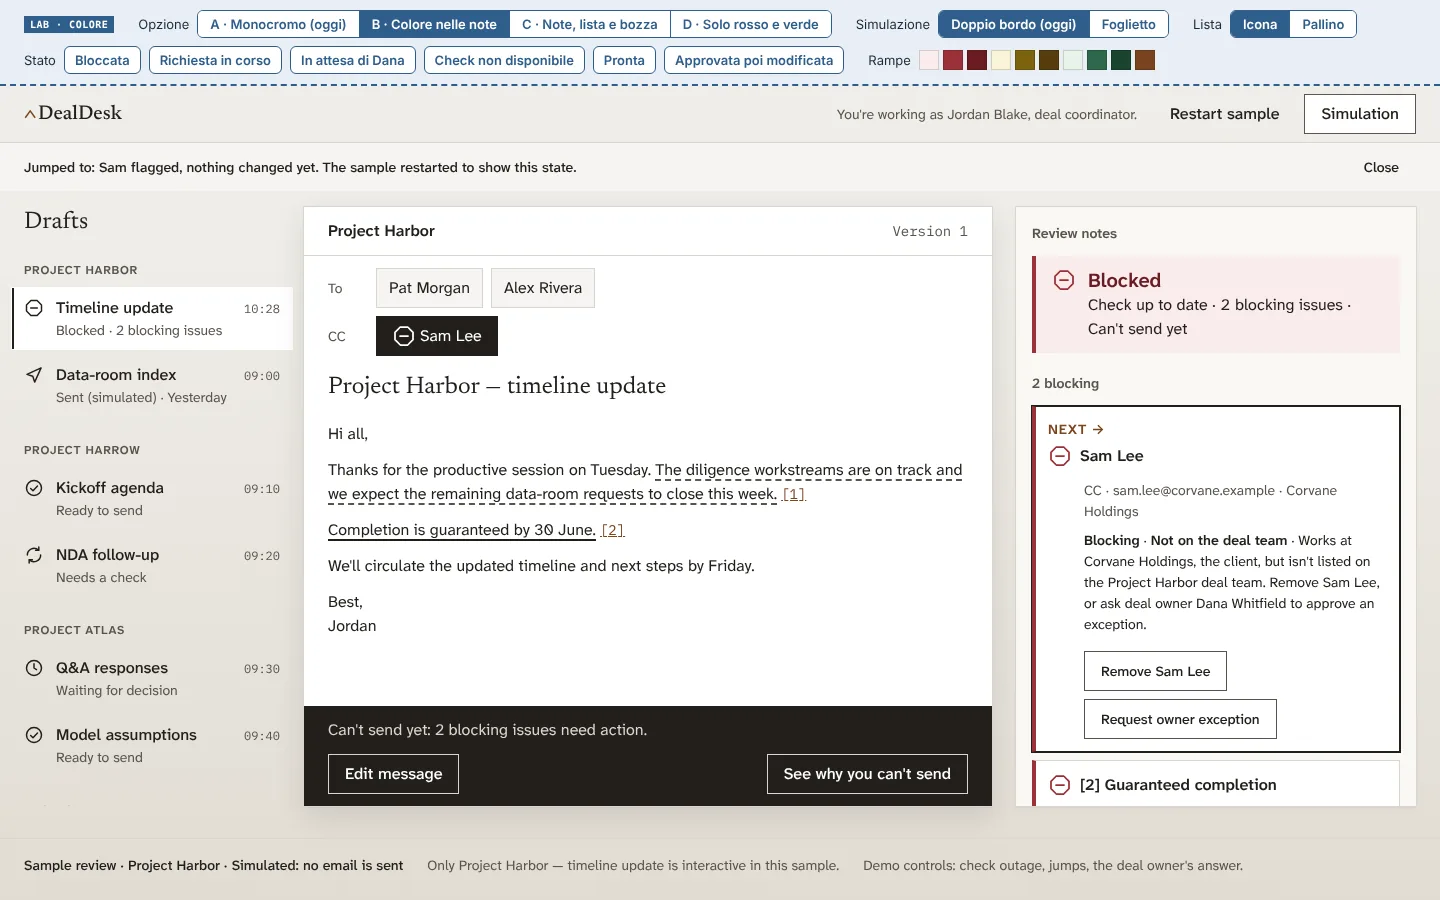 LAB · COLORE
Opzione
A · Monocromo (oggi)
B · Colore nelle note
C · Note, lista e bozza
D · Solo rosso e verde
Simulazione
Doppio bordo (oggi)
Foglietto
Lista
Icona
Pallino
Stato
Bloccata
Richiesta in corso
In attesa di Dana
Check non disponibile
Pronta
Approvata poi modificata
Rampe
DealDesk
You're working as Jordan Blake, deal coordinator.
Restart sample
Simulation
Jumped to: Sam flagged, nothing changed yet. The sample restarted to show this state.
Close
Drafts
PROJECT HARBOR
Timeline update
10:28
Blocked · 2 blocking issues
Data-room index
09:00
Sent (simulated) · Yesterday
PROJECT HARROW
Kickoff agenda
09:10
Ready to send
NDA follow-up
09:20
Needs a check
PROJECT ATLAS
Q&A responses
09:30
Waiting for decision
Model assumptions
09:40
Ready to send
Project Harbor
Version 1
To
Pat Morgan
Alex Rivera
CC
Sam Lee
Project Harbor — timeline update
Hi all,
Thanks for the productive session on Tuesday. The diligence workstreams are on track and
we expect the remaining data-room requests to close this week. [1]
Completion is guaranteed by 30 June. [2]
We'll circulate the updated timeline and next steps by Friday.
Best,
Jordan
Can't send yet: 2 blocking issues need action.
Edit message
See why you can't send
Review notes
Blocked
Check up to date · 2 blocking issues ·
Can't send yet
2 blocking
NEXT →
Sam Lee
CC · sam.lee@corvane.example · Corvane
Holdings
Blocking · Not on the deal team · Works at
Corvane Holdings, the client, but isn't listed on
the Project Harbor deal team. Remove Sam Lee,
or ask deal owner Dana Whitfield to approve an
exception.
Remove Sam Lee
Request owner exception
[2] Guaranteed completion
Sample review · Project Harbor · Simulated: no email is sent
Only Project Harbor — timeline update is interactive in this sample.
Demo controls: check outage, jumps, the deal owner's answer.